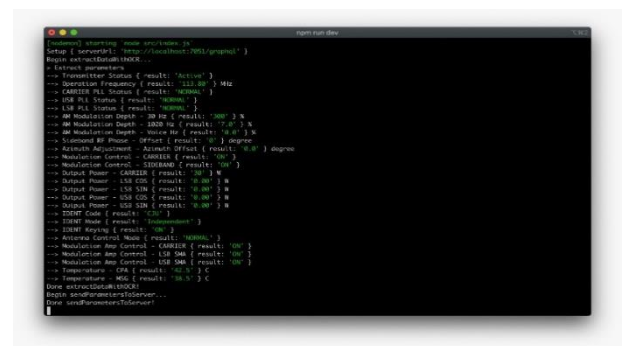 npm run dev
[nodemon] starting `node src/index.js`
Setup { serverUrl: 'http://localhost:7051/graphql' }
Begin extractDataWithOCR...
> Extract parameters
--> Transmitter Status { result: 'Active' }
--> Operation Frequency { result: '113.80' } MHz
--> CARRIER PLL Status { result: 'NORMAL' }
--> USB PLL Status { result: 'NORMAL' }
--> LSB PLL Status { result: 'NORMAL' }
--> AM Modulation Depth - 30 Hz { result: '300' } %
--> AM Modulation Depth - 1020 Hz { result: '7.0' } %
--> AM Modulation Depth - Voice Hz { result: '0.0' } %
--> Sideband RF Phase - Offset { result: '0' } degree
--> Azimuth Adjustment - Azimuth Offset { result: '0.0' } degree
--> Modulation Control - CARRIER { result: 'ON' }
--> Modulation Control - SIDEBAND { result: 'ON' }
--> Output Power - CARRIER { result: '30' } W
--> Output Power - LSB COS { result: '0.00' } W
--> Output Power - LSB SIN { result: '0.00' } W
--> Output Power - USB COS { result: '0.00' } W
--> Output Power - USB SIN { result: '0.00' } W
--> IDENT Code { result: 'CJU' }
--> IDENT Mode { result: 'Independent' }
--> IDENT Keying { result: 'ON' }
--> Antenna Control Mode { result: 'NORMAL' }
--> Modulation Amp Control - CARRIER { result: 'ON' }
--> Modulation Amp Control - LSB SMA { result: 'ON' }
--> Modulation Amp Control - USB SMA { result: 'ON' }
--> Temperature - CPA { result: '42.5' } C
--> Temperature - MSG { result: '38.5' } C
Done extractDataWithOCR!
Begin sendParametersToServer...
Done sendParametersToServer!